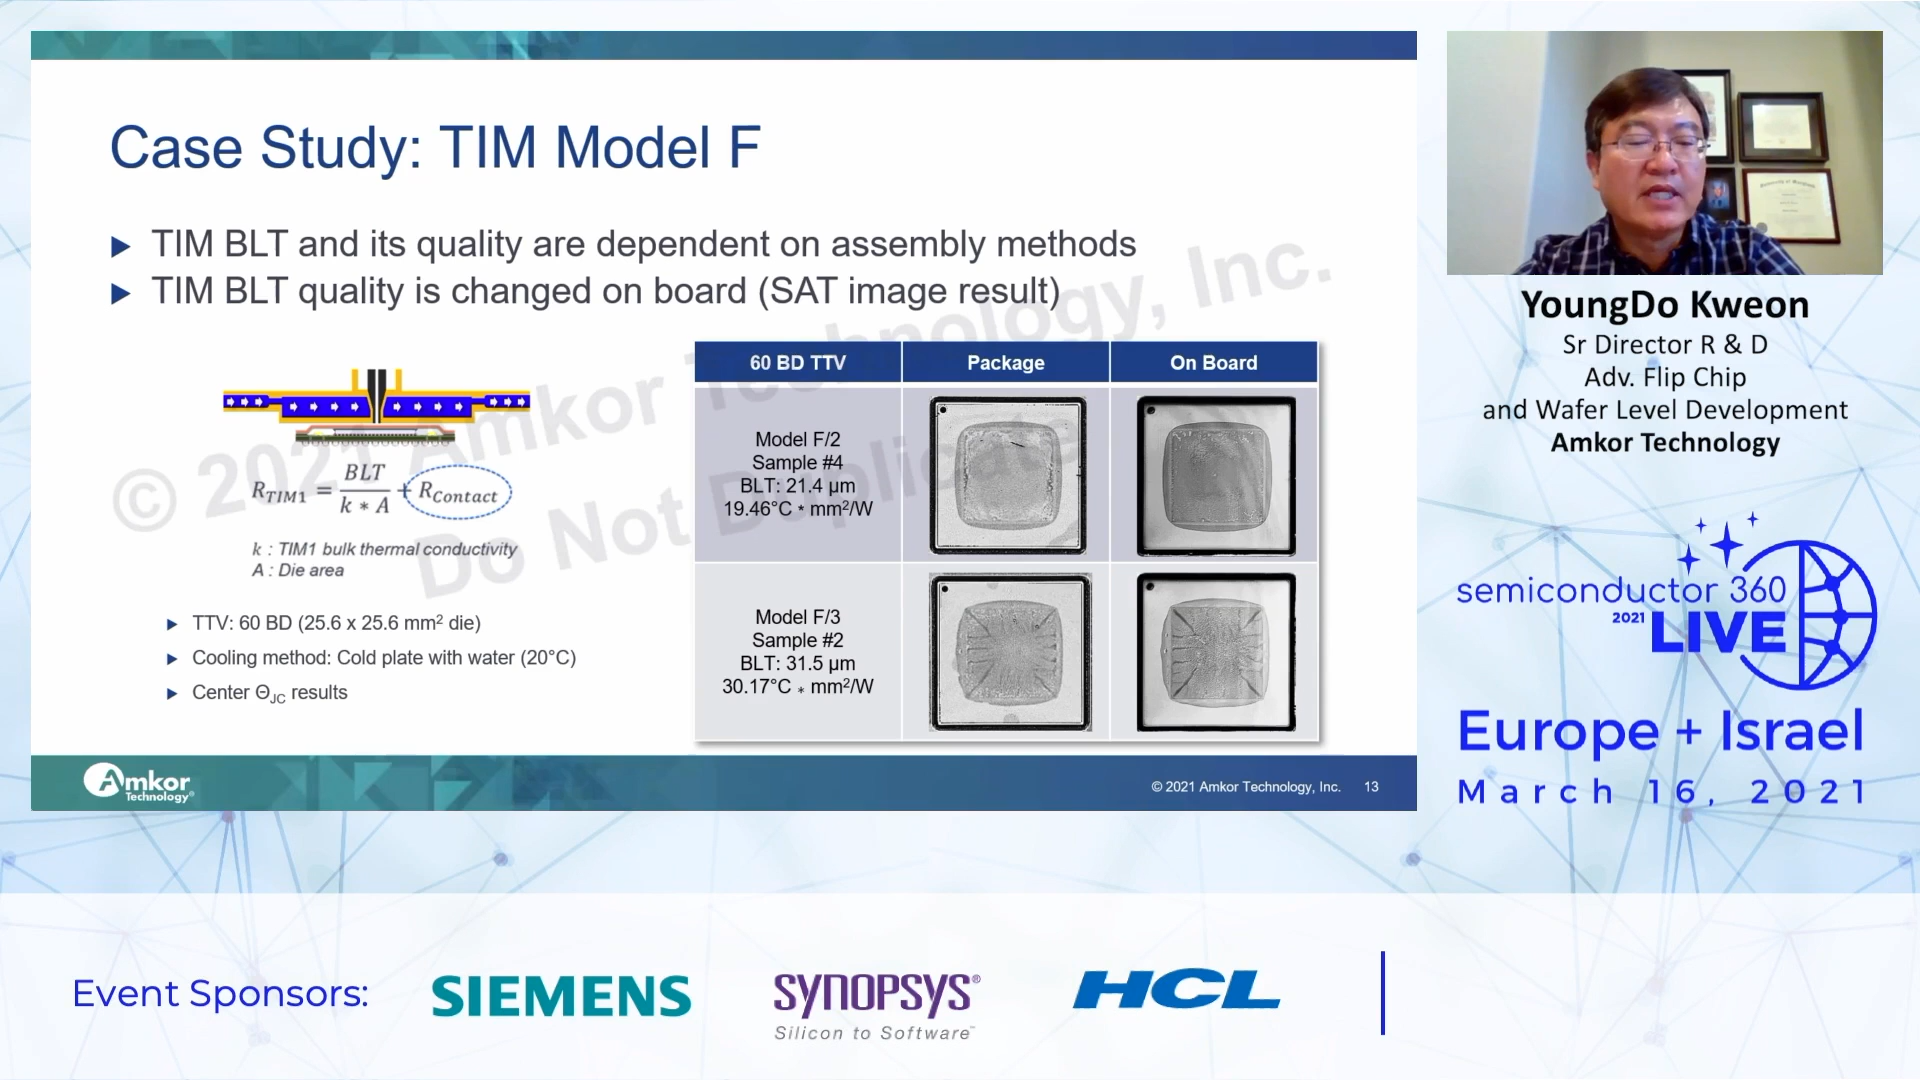 Case Study: TIM Model F
TIM BLT and its quality are dependent on assembly methods
TIM BLT quality is changed on board (SAT image result)
© 2021 Amkor Technology, Inc.
Do Not Duplicate
R_TIM1 = BLT / k * A + R_Contact
k : TIM1 bulk thermal conductivity
A : Die area
TTV: 60 BD (25.6 x 25.6 mm² die)
Cooling method: Cold plate with water (20°C)
Center Θ_JC results
60 BD TTV Package On Board
Model F/2
Sample #4
BLT: 21.4 µm
19.46°C * mm²/W
Model F/3
Sample #2
BLT: 31.5 µm
30.17°C * mm²/W
Amkor
Technology®
© 2021 Amkor Technology, Inc. 13
YoungDo Kweon
Sr Director R & D
Adv. Flip Chip
and Wafer Level Development
Amkor Technology
semiconductor 360
2021 LIVE
Europe + Israel
March 16, 2021
Event Sponsors:
SIEMENS
SYNOPSYS®
Silicon to Software™
HCL